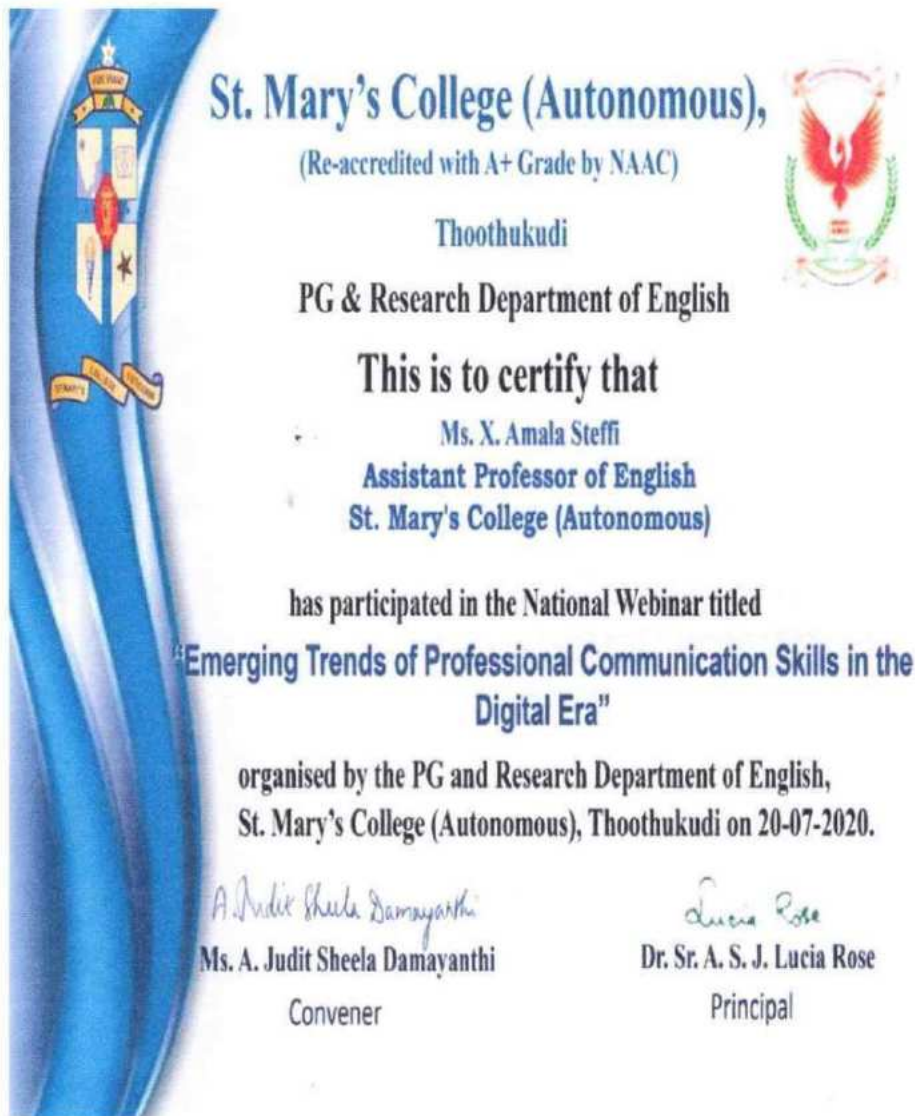 St. Mary's College (Autonomous),
(Re-accredited with A+ Grade by NAAC)
Thoothukudi
PG & Research Department of English
This is to certify that
Ms. X. Amala Steffi
Assistant Professor of English
St. Mary's College (Autonomous)
has participated in the National Webinar titled
"Emerging Trends of Professional Communication Skills in the
Digital Era"
organised by the PG and Research Department of English,
St. Mary's College (Autonomous), Thoothukudi on 20-07-2020.
A. Judit Sheela Damayanthi
Lucia Rose
Ms. A. Judit Sheela Damayanthi
Dr. Sr. A. S. J. Lucia Rose
Convener
Principal